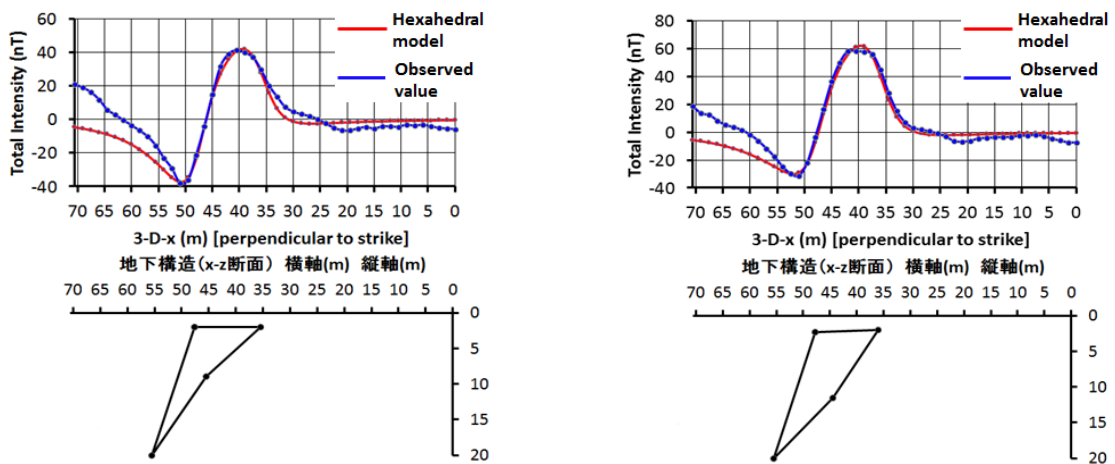 Total Intensity (nT)
60
40
20
0
-20
-40
Hexahedral
model
Observed
value
70 65 60 55 50 45 40 35 30 25 20 15 10 5 0
3-D-x (m) [perpendicular to strike]
地下構造(x-z断面) 横軸(m) 縦軸(m)
70 65 60 55 50 45 40 35 30 25 20 15 10 5 0
0
5
10
15
20
Total Intensity (nT)
80
60
40
20
0
-20
-40
Hexahedral
model
Observed
value
70 65 60 55 50 45 40 35 30 25 20 15 10 5 0
3-D-x (m) [perpendicular to strike]
地下構造(x-z断面) 横軸(m) 縦軸(m)
70 65 60 55 50 45 40 35 30 25 20 15 10 5 0
0
5
10
15
20